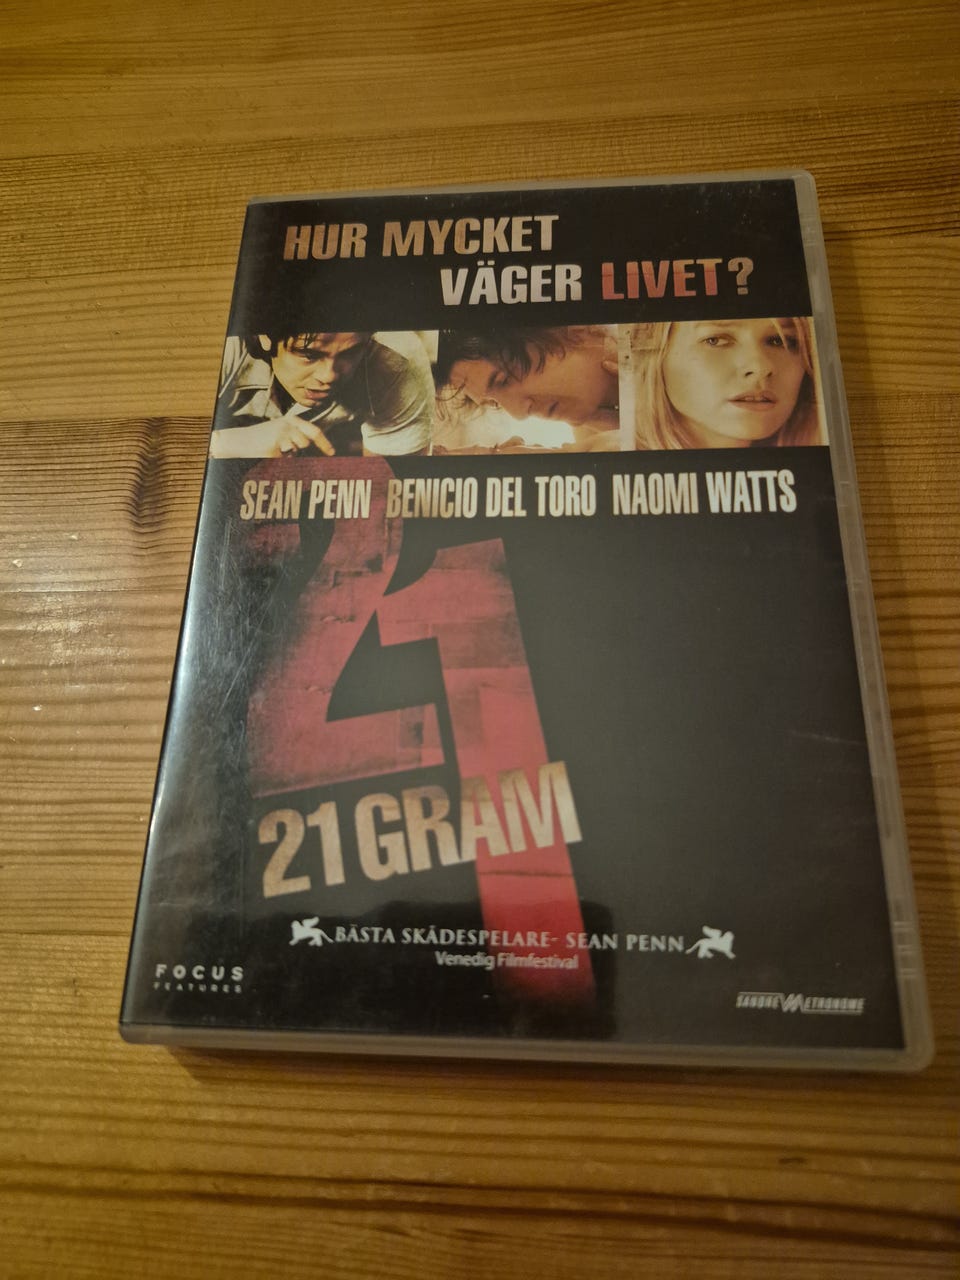 HUR MYCKET
VÄGER LIVET?
SEAN PENN BENICIO DEL TORO NAOMI WATTS
21
21 GRAM
BÄSTA SKÅDESPELARE- SEAN PENN
Venedig Filmfestival
FOCUS
FEATURES
SANDREW METRONOME